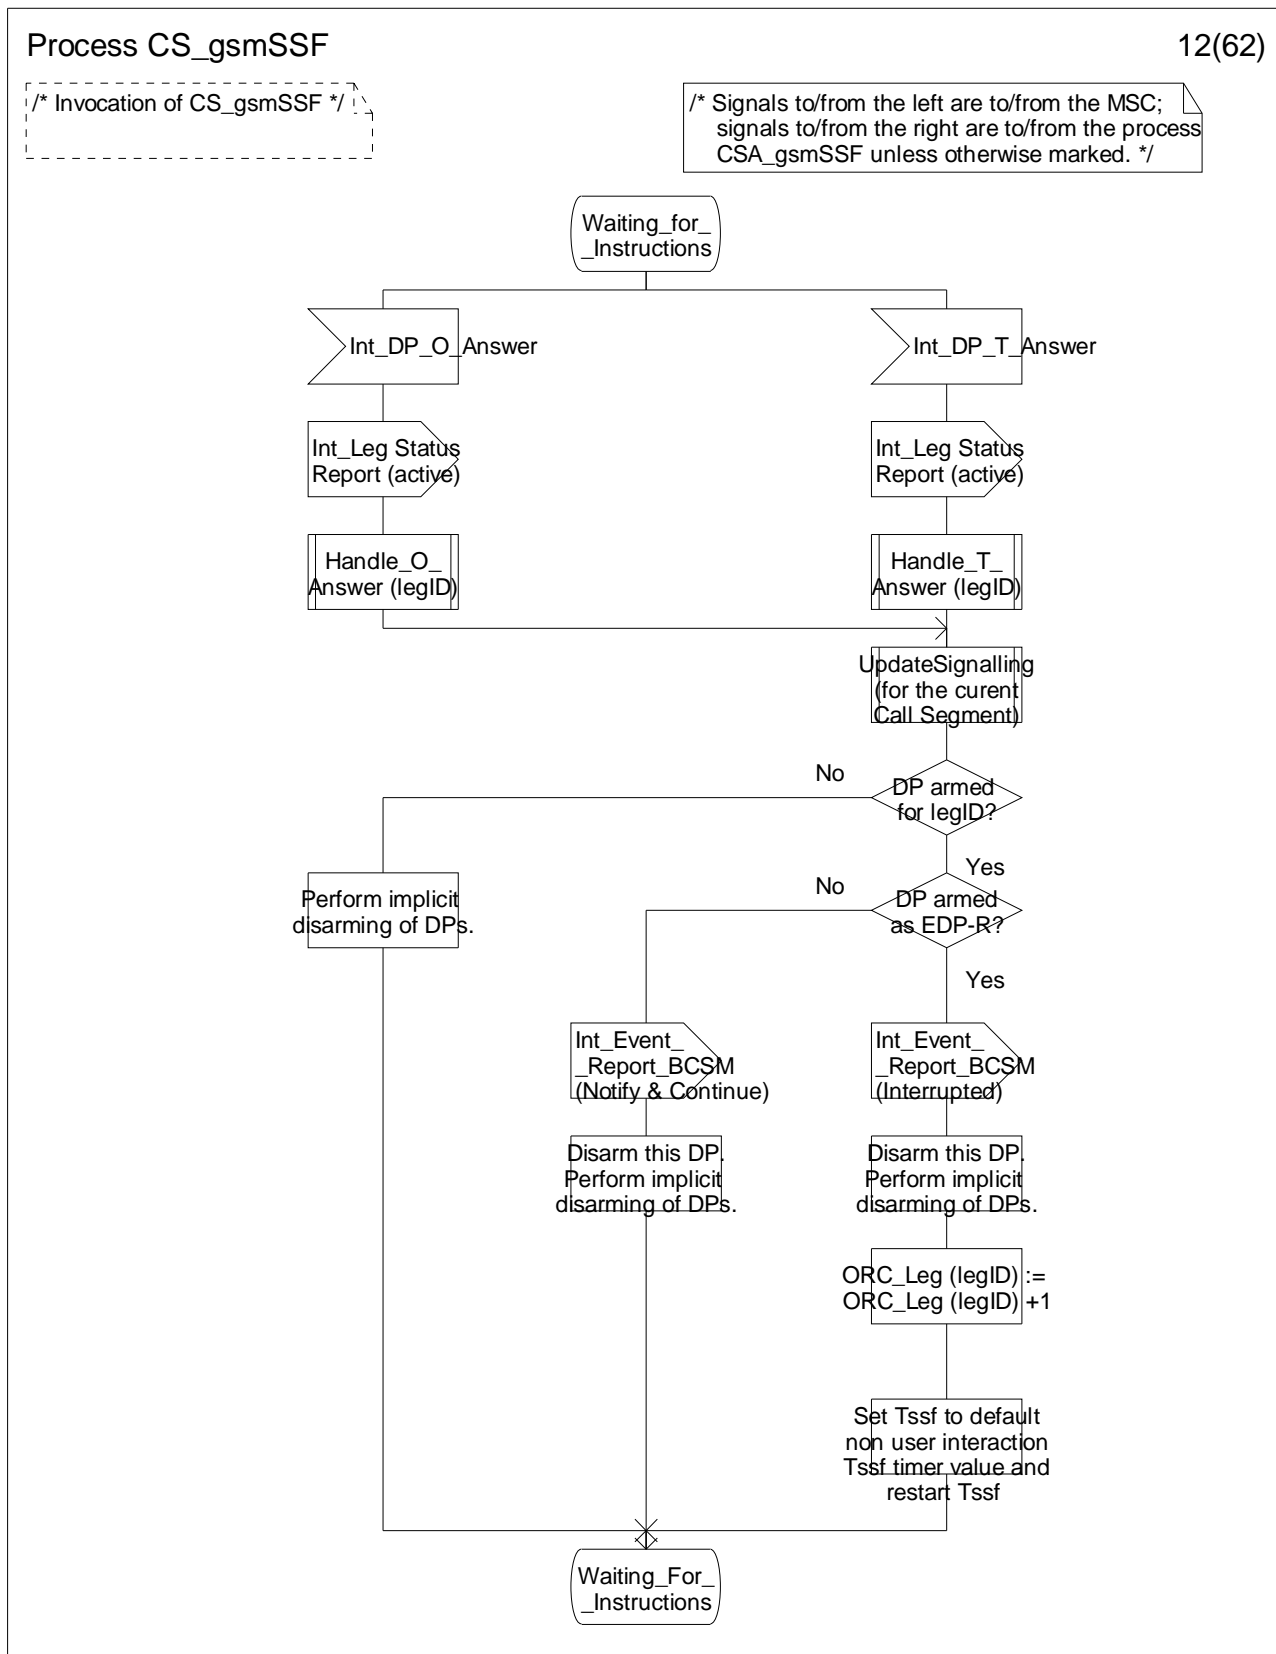 Process CS_gsmSSF
12(62)
/* Invocation of CS_gsmSSF */
/* Signals to/from the left are to/from the MSC;
signals to/from the right are to/from the process
CSA_gsmSSF unless otherwise marked. */
Waiting_for_
_Instructions
Int_DP_O_Answer
Int_DP_T_Answer
Int_Leg Status
Report (active)
Int_Leg Status
Report (active)
Handle_O_
Answer (legID)
Handle_T_
Answer (legID)
UpdateSignalling
(for the curent
Call Segment)
No
DP armed
for legID?
Yes
Perform implicit
disarming of DPs.
No
DP armed
as EDP-R?
Yes
Int_Event_
_Report_BCSM
(Notify & Continue)
Int_Event_
_Report_BCSM
(Interrupted)
Disarm this DP.
Perform implicit
disarming of DPs.
Disarm this DP.
Perform implicit
disarming of DPs.
ORC_Leg (legID) :=
ORC_Leg (legID) +1
Set Tssf to default
non user interaction
Tssf timer value and
restart Tssf
Waiting_For_
_Instructions